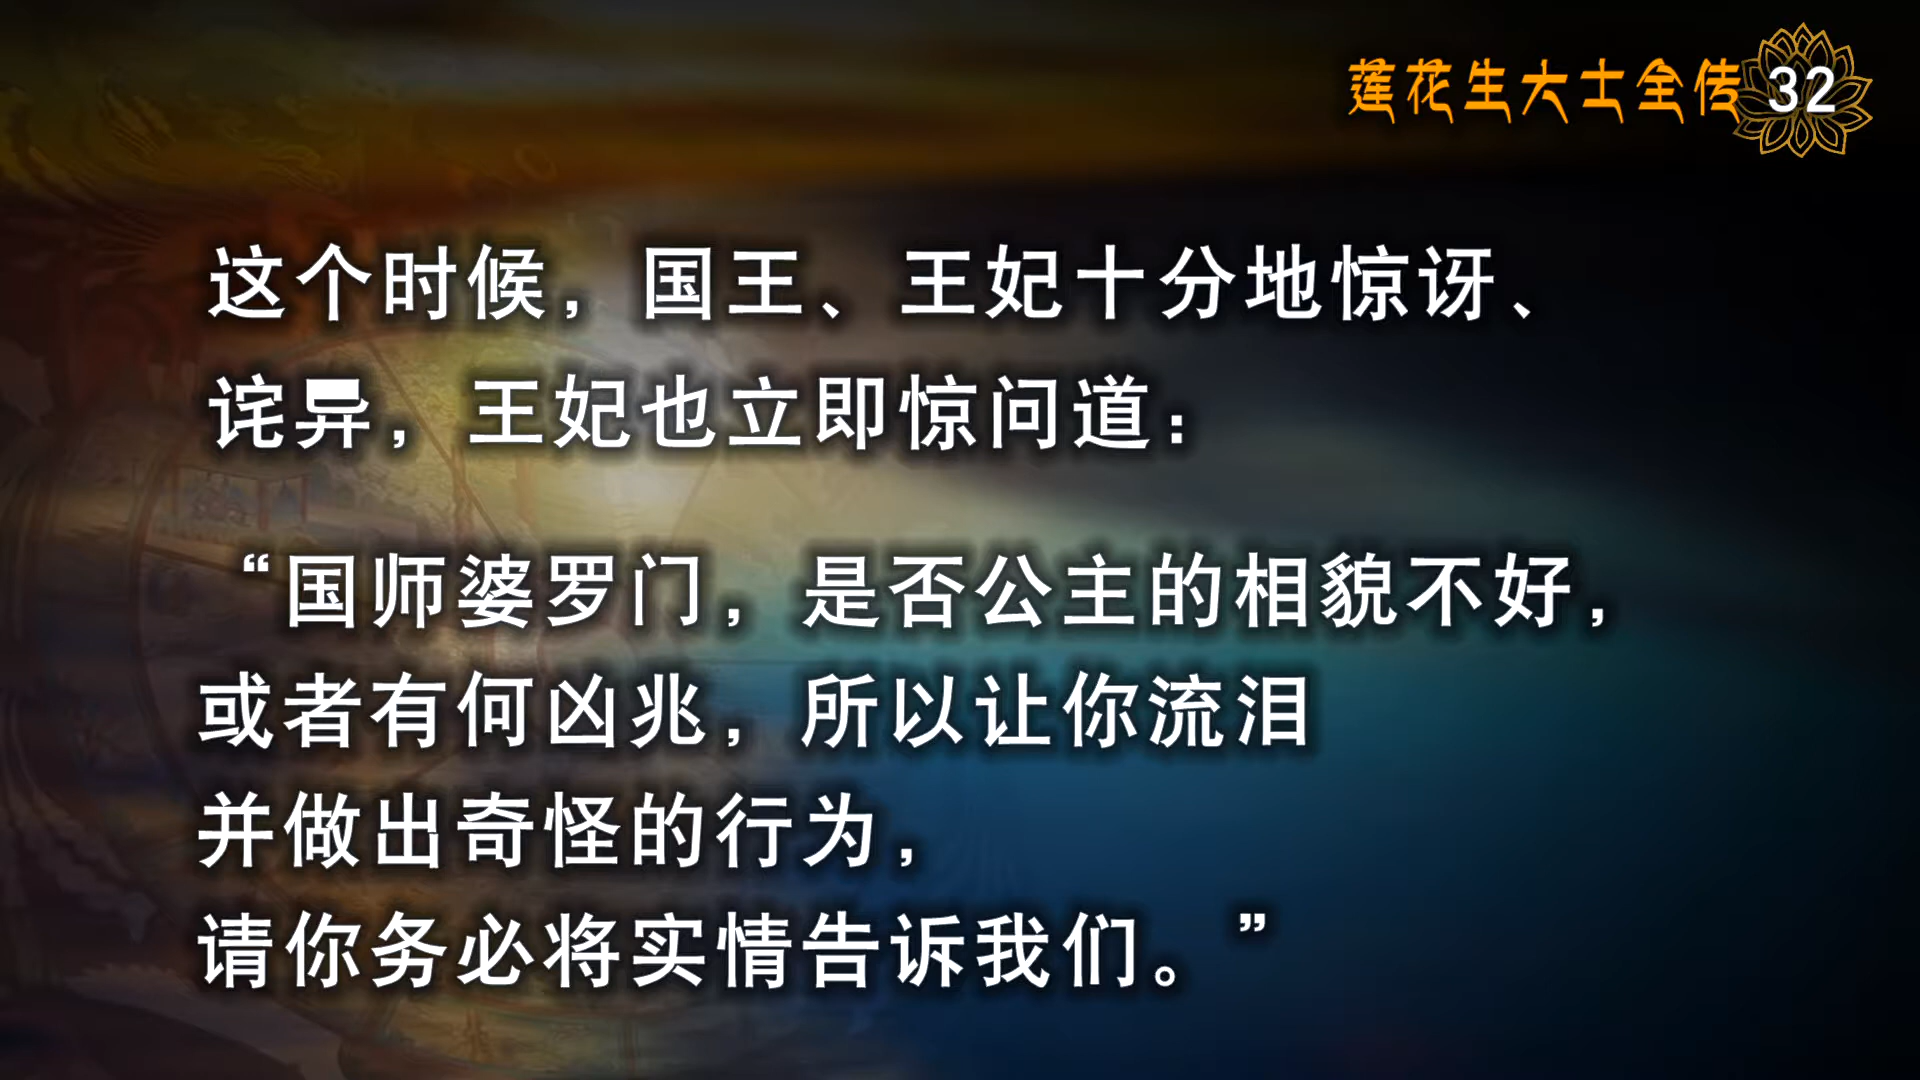 莲花生大士全传 32
这个时候，国王、王妃十分地惊讶、
诧异，王妃也立即惊问道：
“国师婆罗门，是否公主的相貌不好，
或者有何凶兆，所以让你流泪
并做出奇怪的行为，
请你务必将实情告诉我们。”